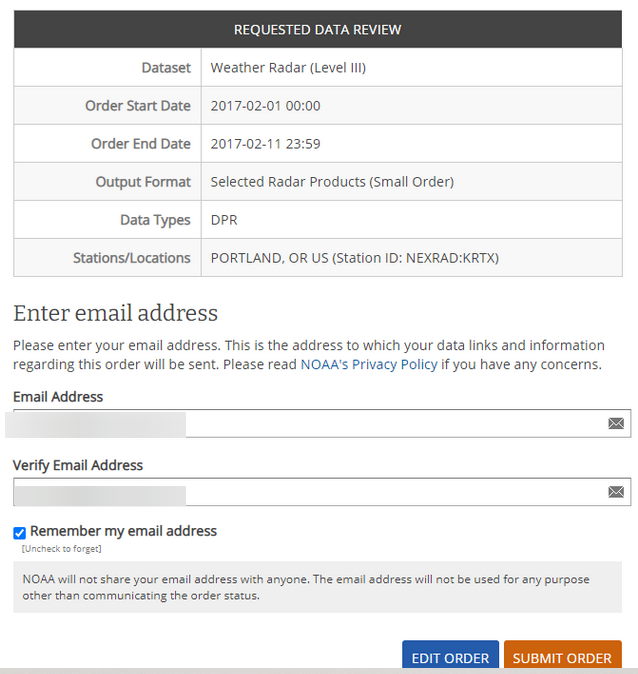 REQUESTED DATA REVIEW
Dataset Weather Radar (Level III)
Order Start Date 2017-02-01 00:00
Order End Date 2017-02-11 23:59
Output Format Selected Radar Products (Small Order)
Data Types DPR
Stations/Locations PORTLAND, OR US (Station ID: NEXRAD:KRTX)
Enter email address
Please enter your email address. This is the address to which your data links and information
regarding this order will be sent. Please read NOAA's Privacy Policy if you have any concerns.
Email Address
Verify Email Address
Remember my email address
[Uncheck to forget]
NOAA will not share your email address with anyone. The email address will not be used for any purpose
other than communicating the order status.
EDIT ORDER SUBMIT ORDER